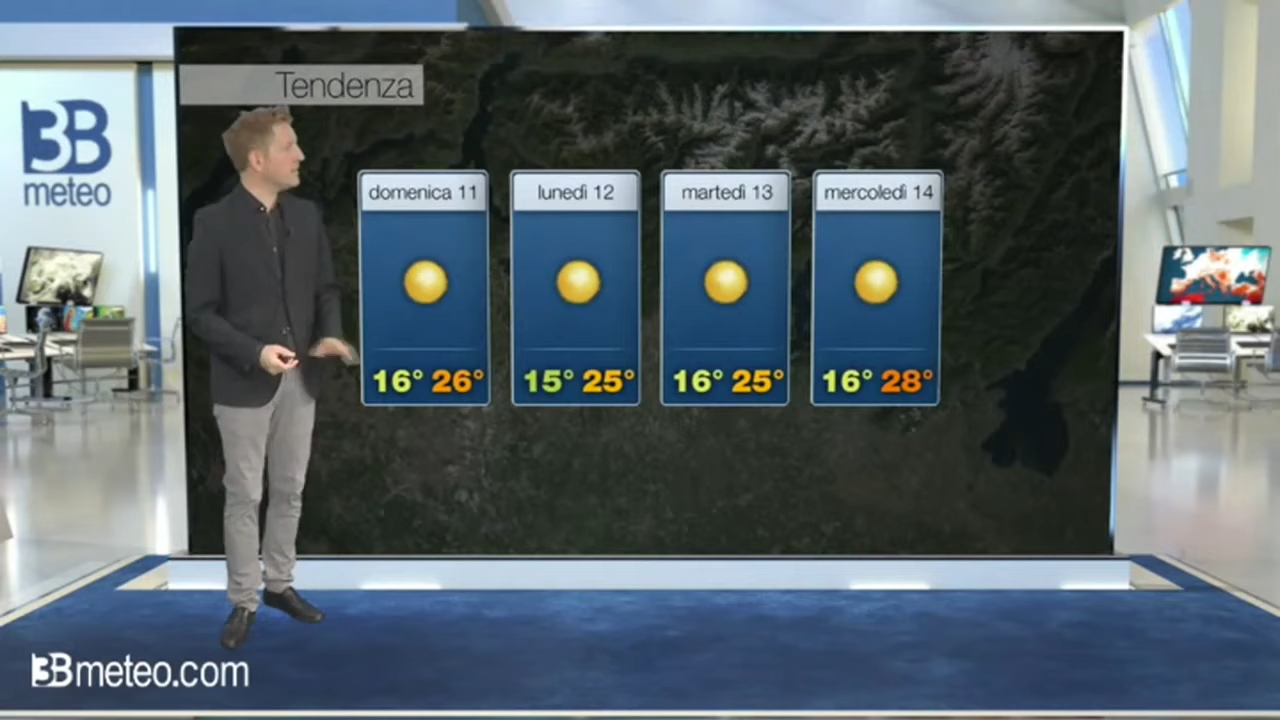 3B
meteo
Tendenza
domenica 11
lunedì 12
martedì 13
mercoledì 14
16° 26°
15° 25°
16° 25°
16° 28°
3Bmeteo.com